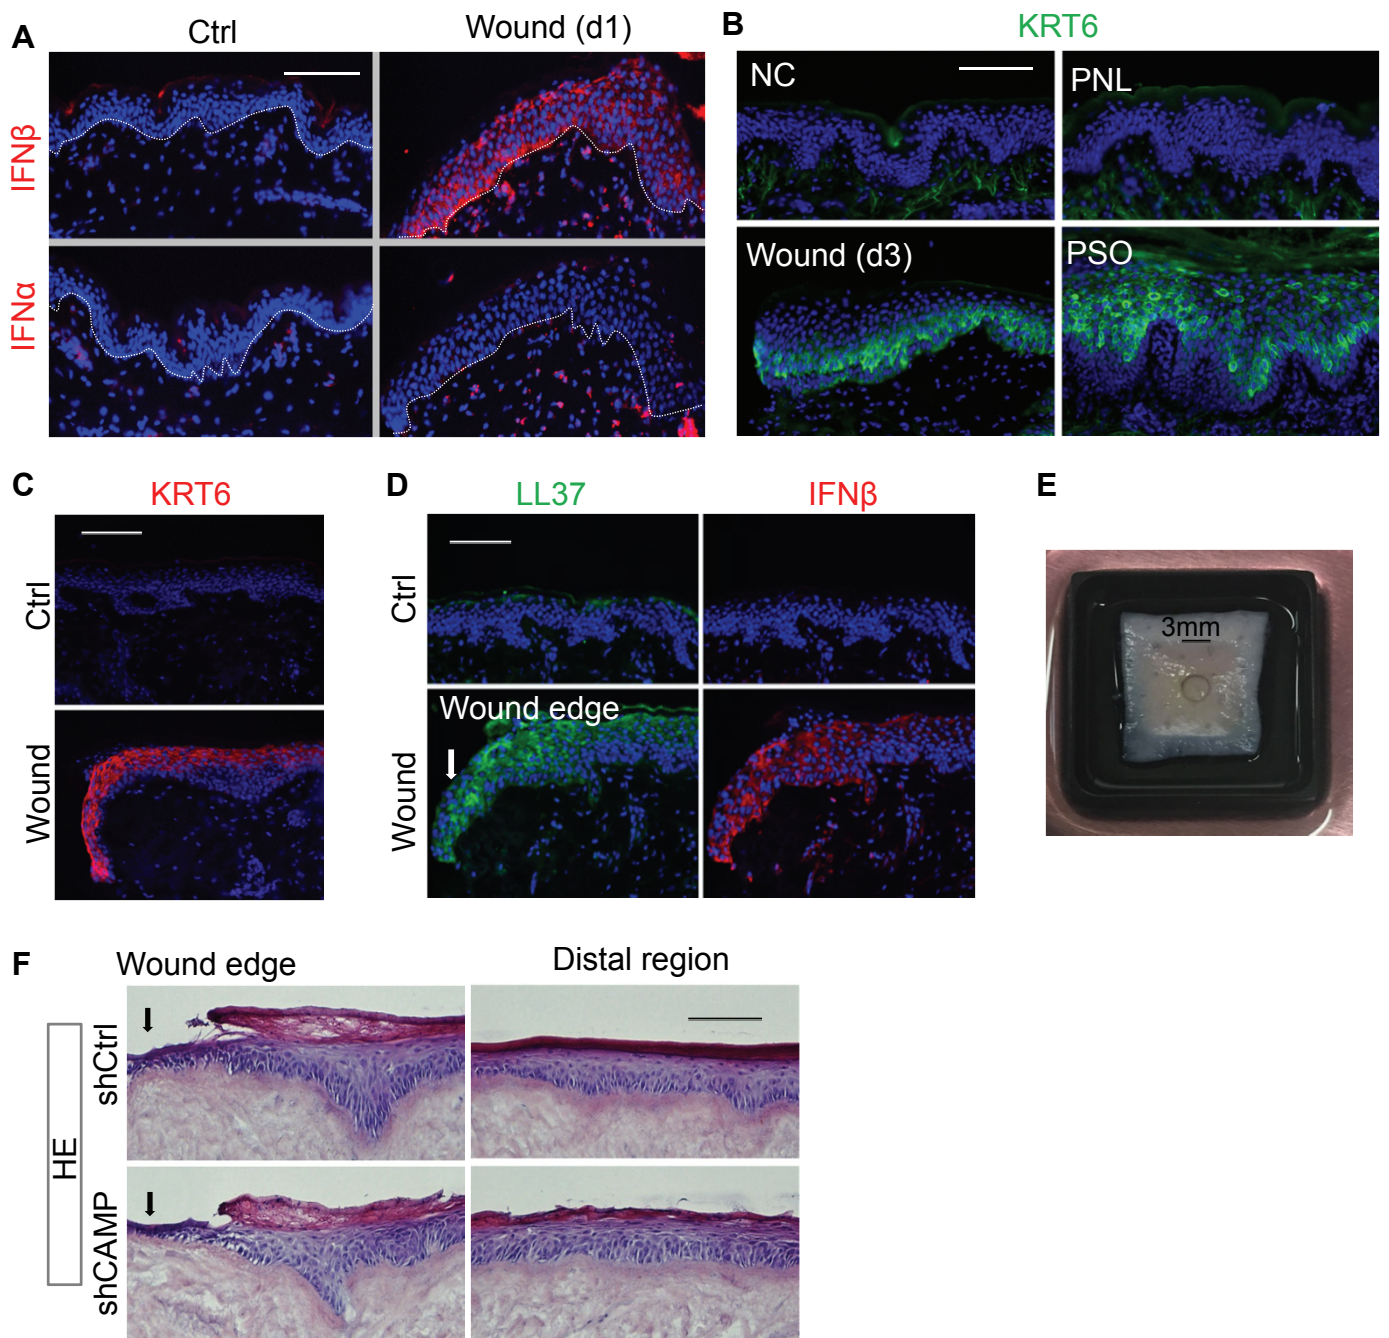 A
Ctrl
Wound (d1)
IFNβ
IFNα
B
KRT6
NC
PNL
Wound (d3)
PSO
C
KRT6
Ctrl
Wound
D
LL37
IFNβ
Ctrl
Wound edge
Wound
E
3mm
F
Wound edge
Distal region
HE
shCtrl
shCAMP